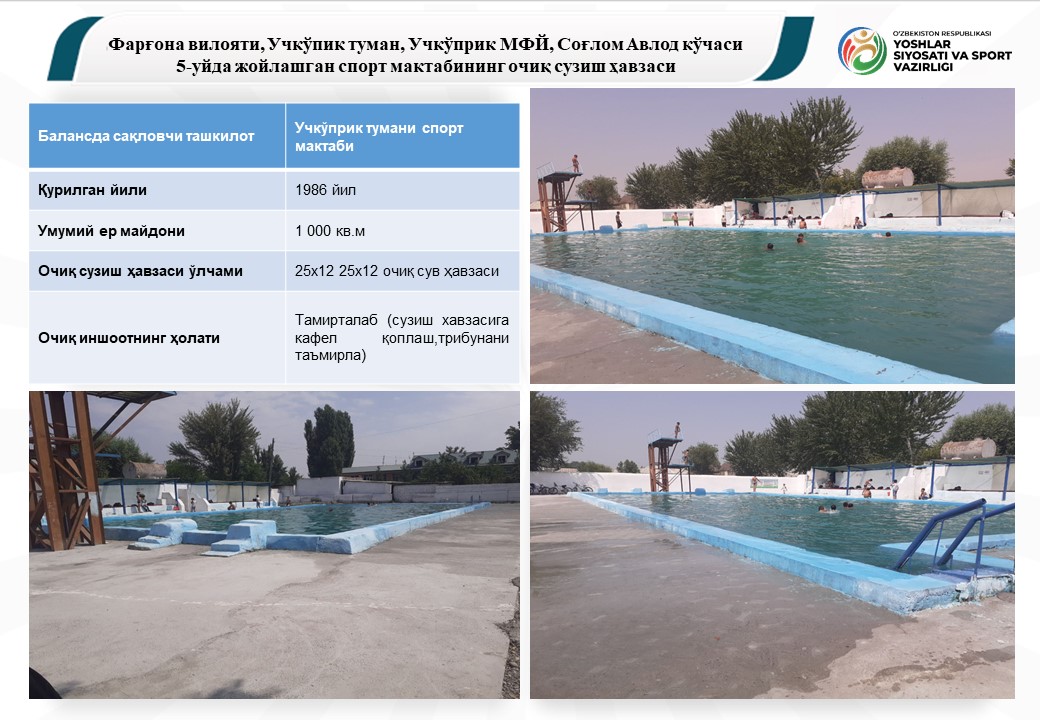 Фарғона вилояти, Учкўпик туман, Учкўприк МФЙ, Соғлом Авлод кўчаси
5-уйда жойлашган спорт мактабининг очиқ сузиш ҳавзаси
O'ZBEKISTON RESPUBLIKASI
YOSHLAR
SIYOSATI VA SPORT
VAZIRLIGI
Балансда сақловчи ташкилот
Учкўприк тумани спорт
мактаби
Қурилган йили
1986 йил
Умумий ер майдони
1 000 кв.м
Очиқ сузиш ҳавзаси ўлчами
25х12 25х12 очиқ сув ҳавзаси
Очиқ иншоотнинг ҳолати
Тамирталаб (сузиш хавзасига
кафел қоплаш,трибунани
таъмирла)